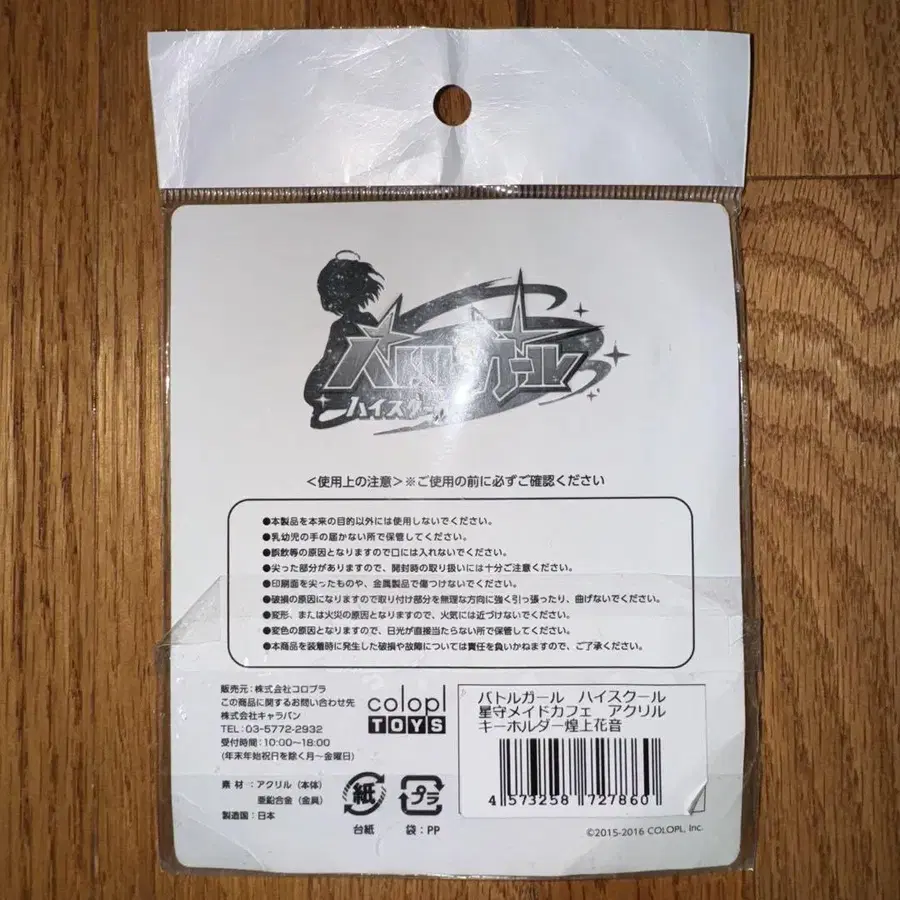 バトルガール
ハイスクール
<使用上の注意>※ご使用の前に必ずご確認ください
●本製品を本来の目的以外には使用しないでください。
●乳幼児の手の届かない所で保管してください。
●誤飲等の原因となりますので口には入れないでください。
●尖った部分がありますので、開封時の取り扱いには十分ご注意ください。
●印刷面を尖ったものや、金属製品で傷つけないでください。
●破損の原因になりますので取り付け部分を無理な方向に強く引っ張ったり、曲げないでください。
●変形、または火災の原因となりますので、火気には近づけないでください。
●変色の原因となりますので、日光が直接当たらない所で保管してください。
●本商品を装着時に発生した破損や故障については責任を負いかねますので、ご了承ください。
販売元:株式会社コロプラ
この商品に関するお問い合わせ先
株式会社キャラバン
TEL:03-5772-2932
受付時間:10:00~18:00
(年末年始祝日を除く月~金曜日)
colopl
TOYS
素材:アクリル(本体)
亜鉛合金(金具)
製造国:日本
紙
台紙
プラ
袋:PP
バトルガール ハイスクール
星守メイドカフェ アクリル
キーホルダー煌上花音
4 573258 727860
©2015-2016 COLOPL, Inc.